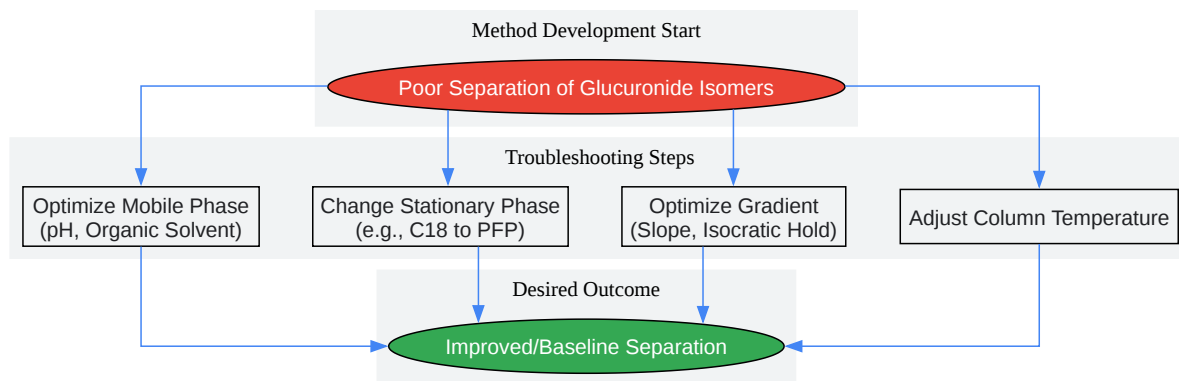 Method Development Start
Poor Separation of Glucuronide Isomers
Troubleshooting Steps
Optimize Mobile Phase
(pH, Organic Solvent)
Change Stationary Phase
(e.g., C18 to PFP)
Optimize Gradient
(Slope, Isocratic Hold)
Adjust Column Temperature
Desired Outcome
Improved/Baseline Separation